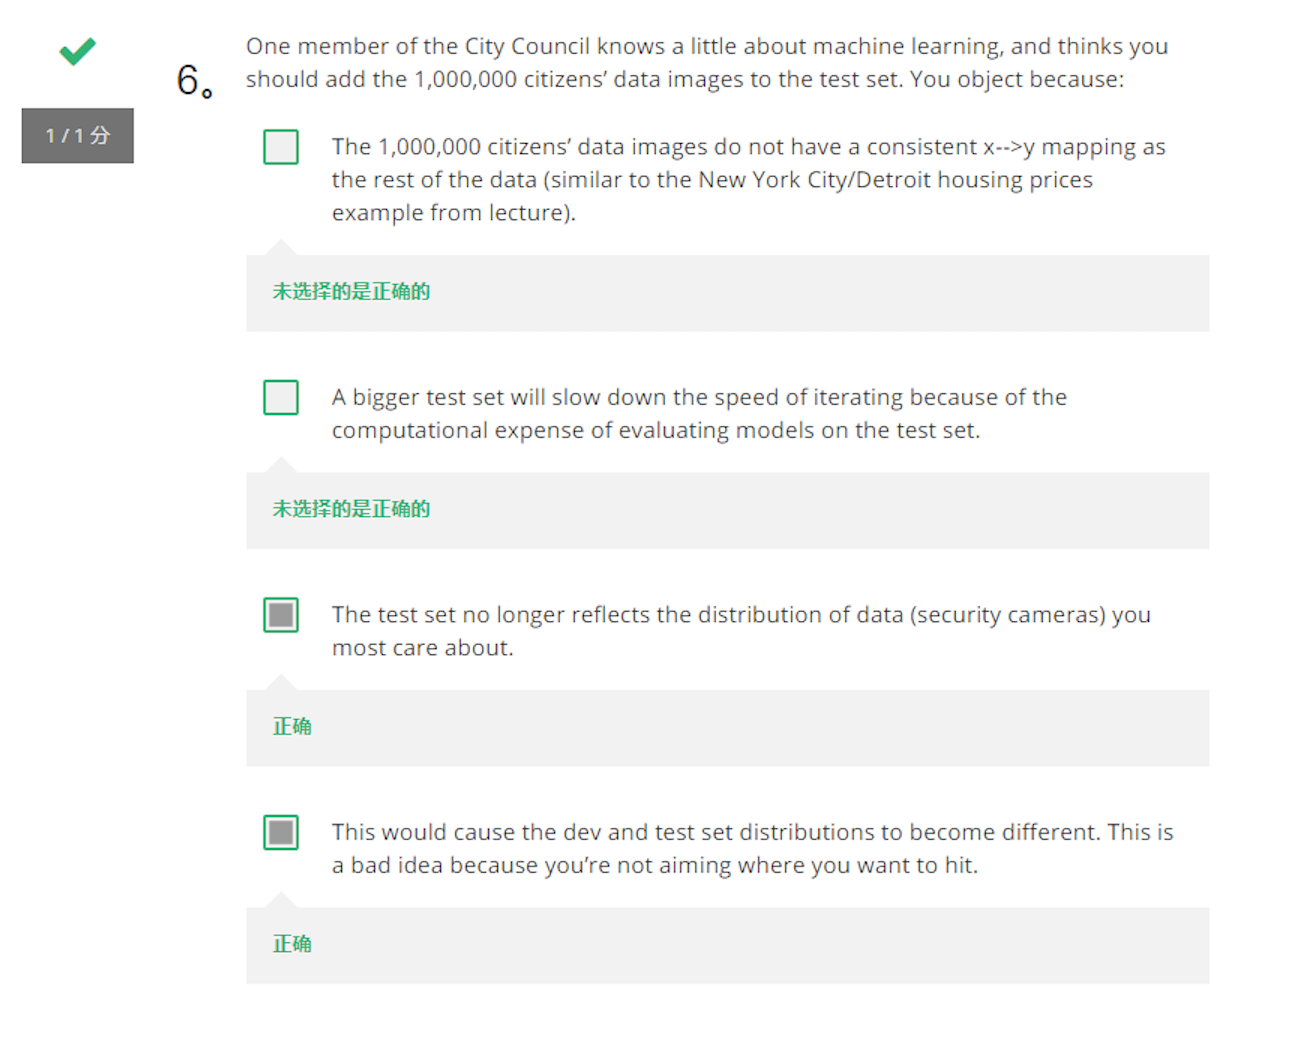 6。
One member of the City Council knows a little about machine learning, and thinks you
should add the 1,000,000 citizens’ data images to the test set. You object because:
1 / 1 分
The 1,000,000 citizens’ data images do not have a consistent x-->y mapping as
the rest of the data (similar to the New York City/Detroit housing prices
example from lecture).
未选择的是正确的
A bigger test set will slow down the speed of iterating because of the
computational expense of evaluating models on the test set.
未选择的是正确的
The test set no longer reflects the distribution of data (security cameras) you
most care about.
正确
This would cause the dev and test set distributions to become different. This is
a bad idea because you’re not aiming where you want to hit.
正确